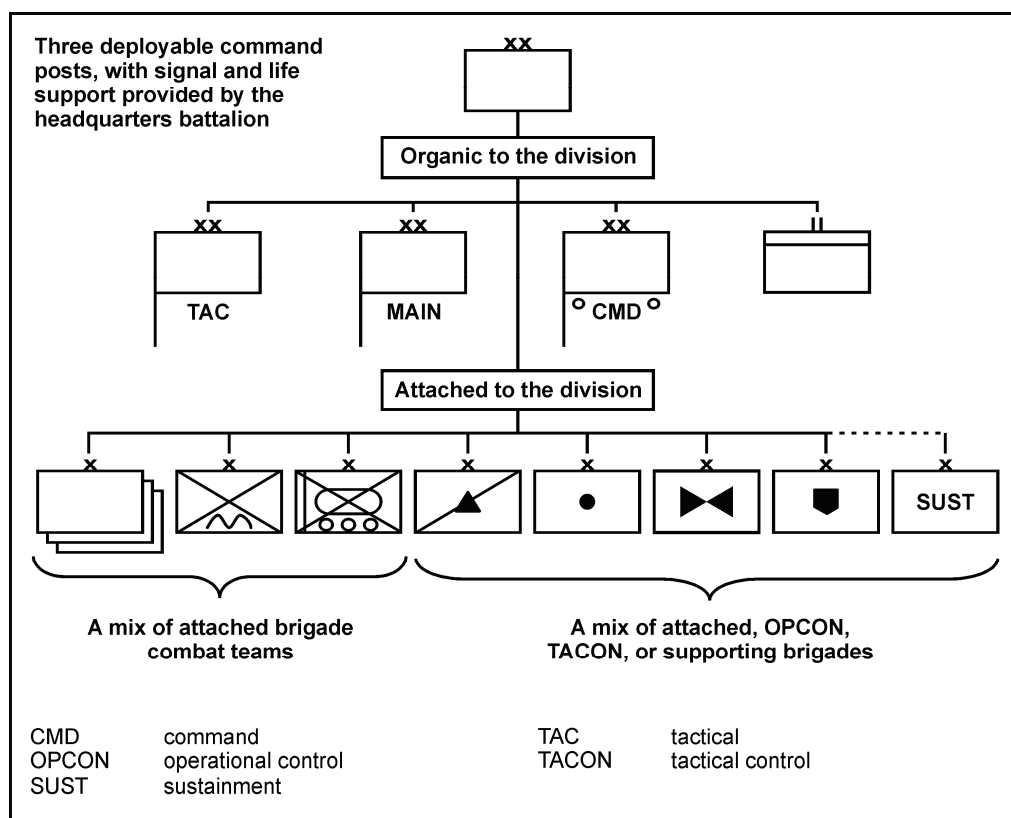 Three deployable command
posts, with signal and life
support provided by the
headquarters battalion
XX
Organic to the division
XX XX XX II
TAC MAIN CMD
Attached to the division
X X X X X X X X
SUST
A mix of attached brigade
combat teams
A mix of attached, OPCON,
TACON, or supporting brigades
CMD command
OPCON operational control
SUST sustainment
TAC tactical
TACON tactical control